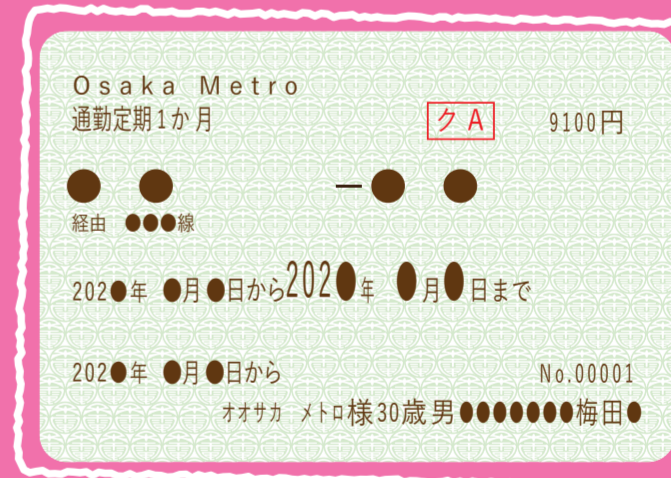 Osaka Metro
通勤定期1か月 クA 9100円
● ● ー● ●
経由 ●●●線
202●年 ●月●日から202●年 ●月●日まで
202●年 ●月●日から No.00001
オオサカ メトロ様30歳男●●●●●●●梅田●